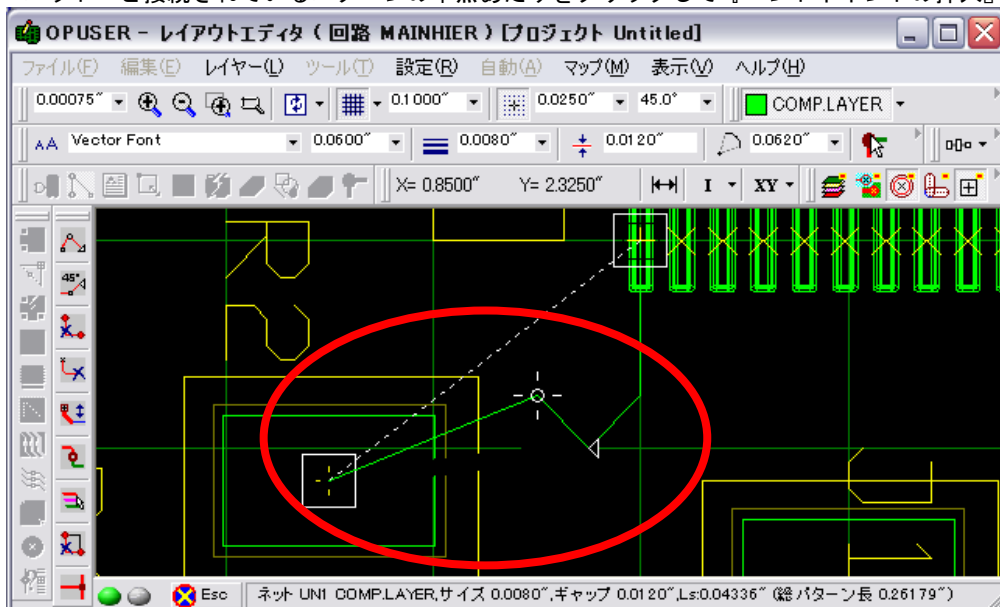 OPUSER - レイアウトエディタ ( 回路 MAINHIER ) [プロジェクト Untitled]
ファイル(F) 編集(E) レイヤー(L) ツール(T) 設定(R) 自動(A) マップ(M) 表示(V) ヘルプ(H)
0.00075″ 0.1000″ 0.0250″ 45.0° COMP.LAYER
AA Vector Font 0.0600″ 0.0080″ 0.0120″ 0.0620″
X= 0.8500″ Y= 2.3250″ I XY
45°
Esc ネット UN1 COMP.LAYER,サイズ 0.0080″,ギャップ 0.0120″,Ls:0.04336″ (総パターン長 0.26179″)